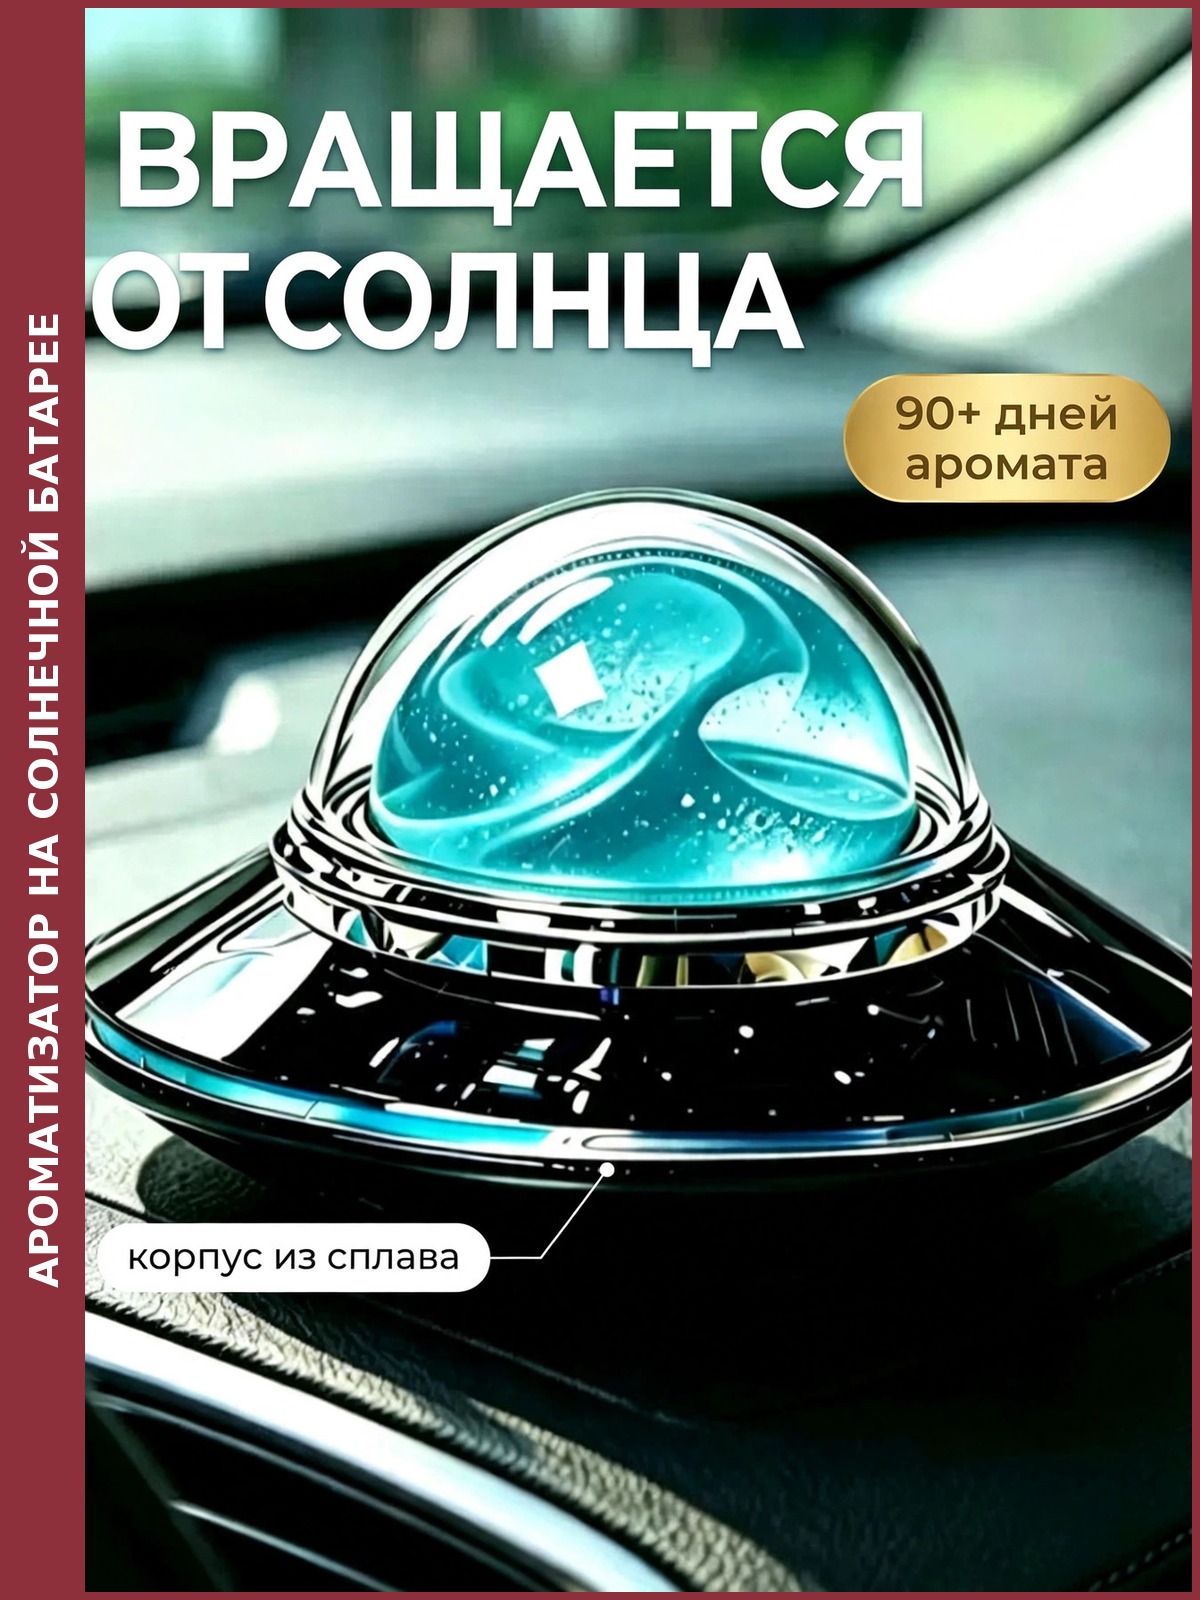 ВРАЩАЕТСЯ
ОТ СОЛНЦА
90+ дней
аромата
корпус из сплава
АРОМАТИЗАТОР НА СОЛНЕЧНОЙ БАТАРЕЕ